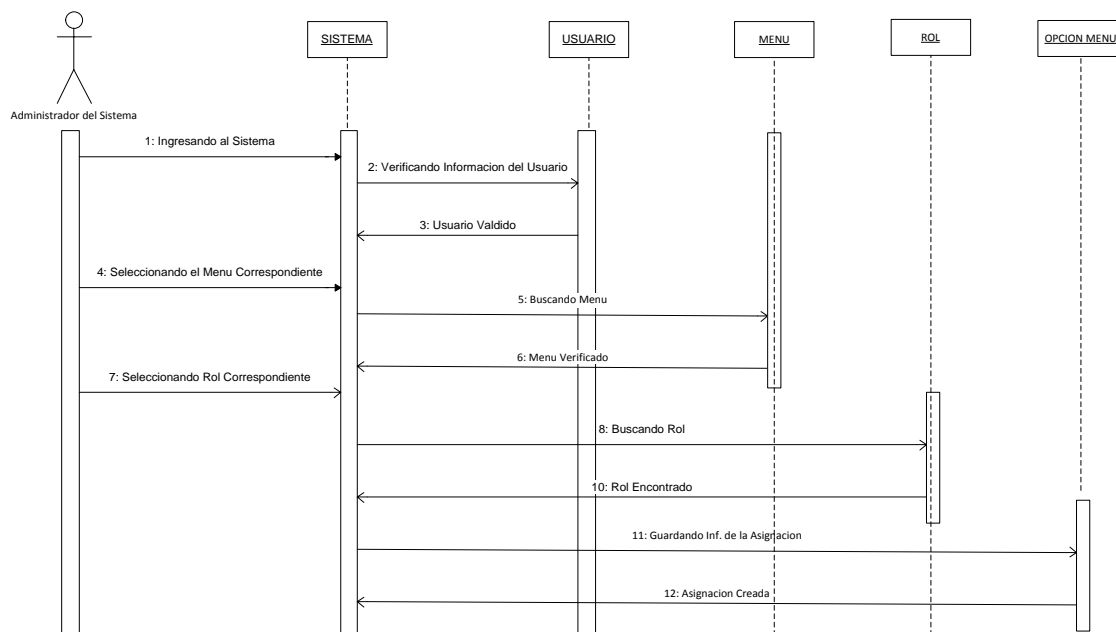 SISTEMA
USUARIO
MENU
ROL
OPCION MENU
Administrador del Sistema
1: Ingresando al Sistema
2: Verificando Informacion del Usuario
3: Usuario Valdido
4: Seleccionando el Menu Correspondiente
5: Buscando Menu
6: Menu Verificado
7: Seleccionando Rol Correspondiente
8: Buscando Rol
10: Rol Encontrado
11: Guardando Inf. de la Asignacion
12: Asignacion Creada